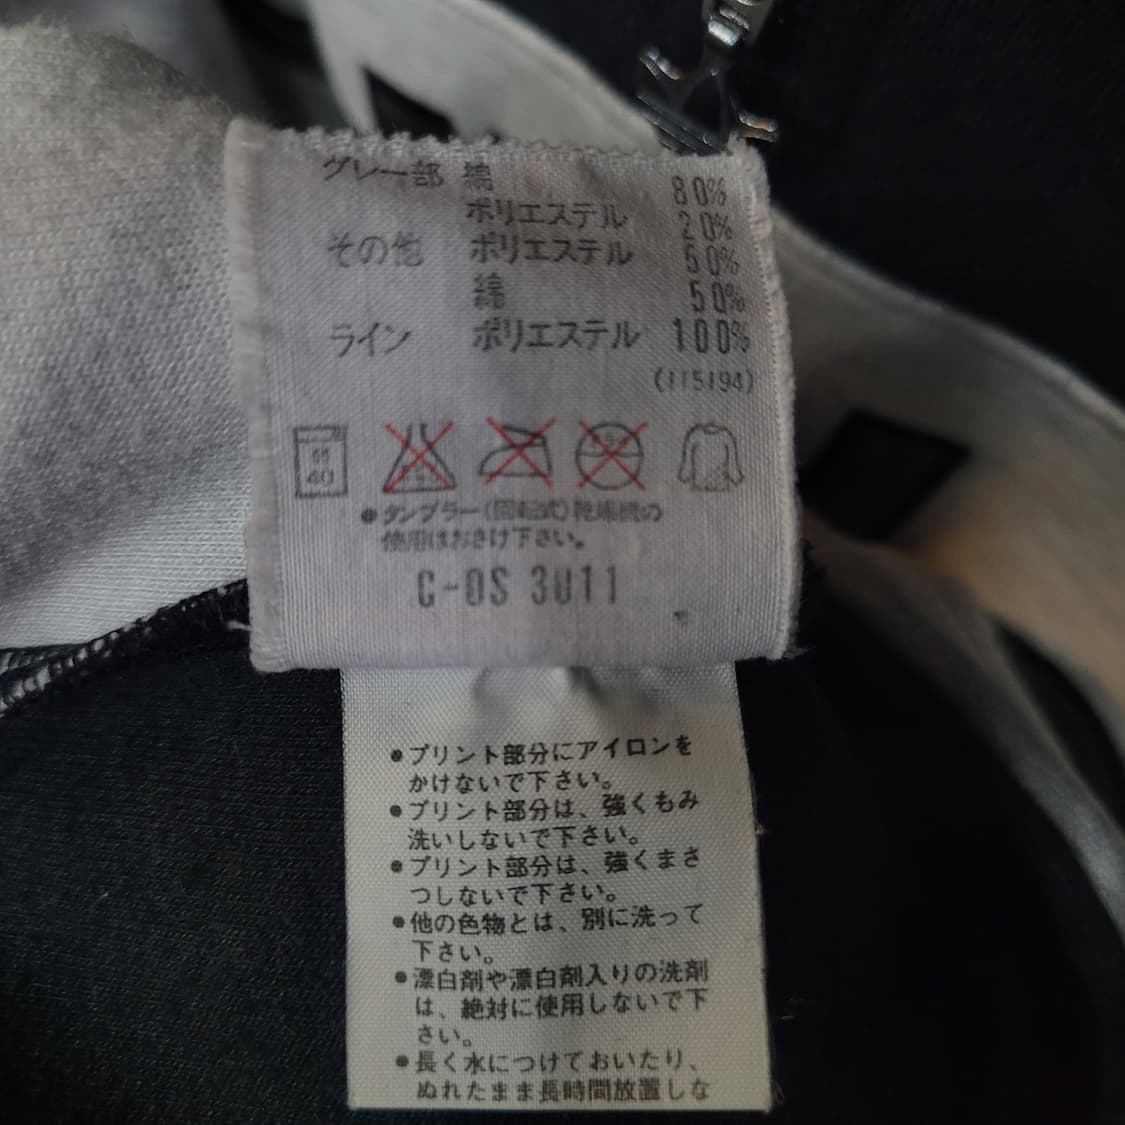 グレー部 綿 80%
ポリエステル 20%
その他 ポリエステル 50%
綿 50%
ライン ポリエステル 100%
(115194)
40
●タンブラー(回転式)乾燥機の
使用はお避け下さい。
C-OS 3011
●プリント部分にアイロンを
かけないで下さい。
●プリント部分は、強くもみ
洗いしないで下さい。
●プリント部分は、強くまさ
つしないで下さい。
●他の色物とは、別に洗って
下さい。
●漂白剤や漂白剤入りの洗剤
は、絶対に使用しないで下
さい。
●長く水につけておいたり、
ぬれたまま長時間放置しな